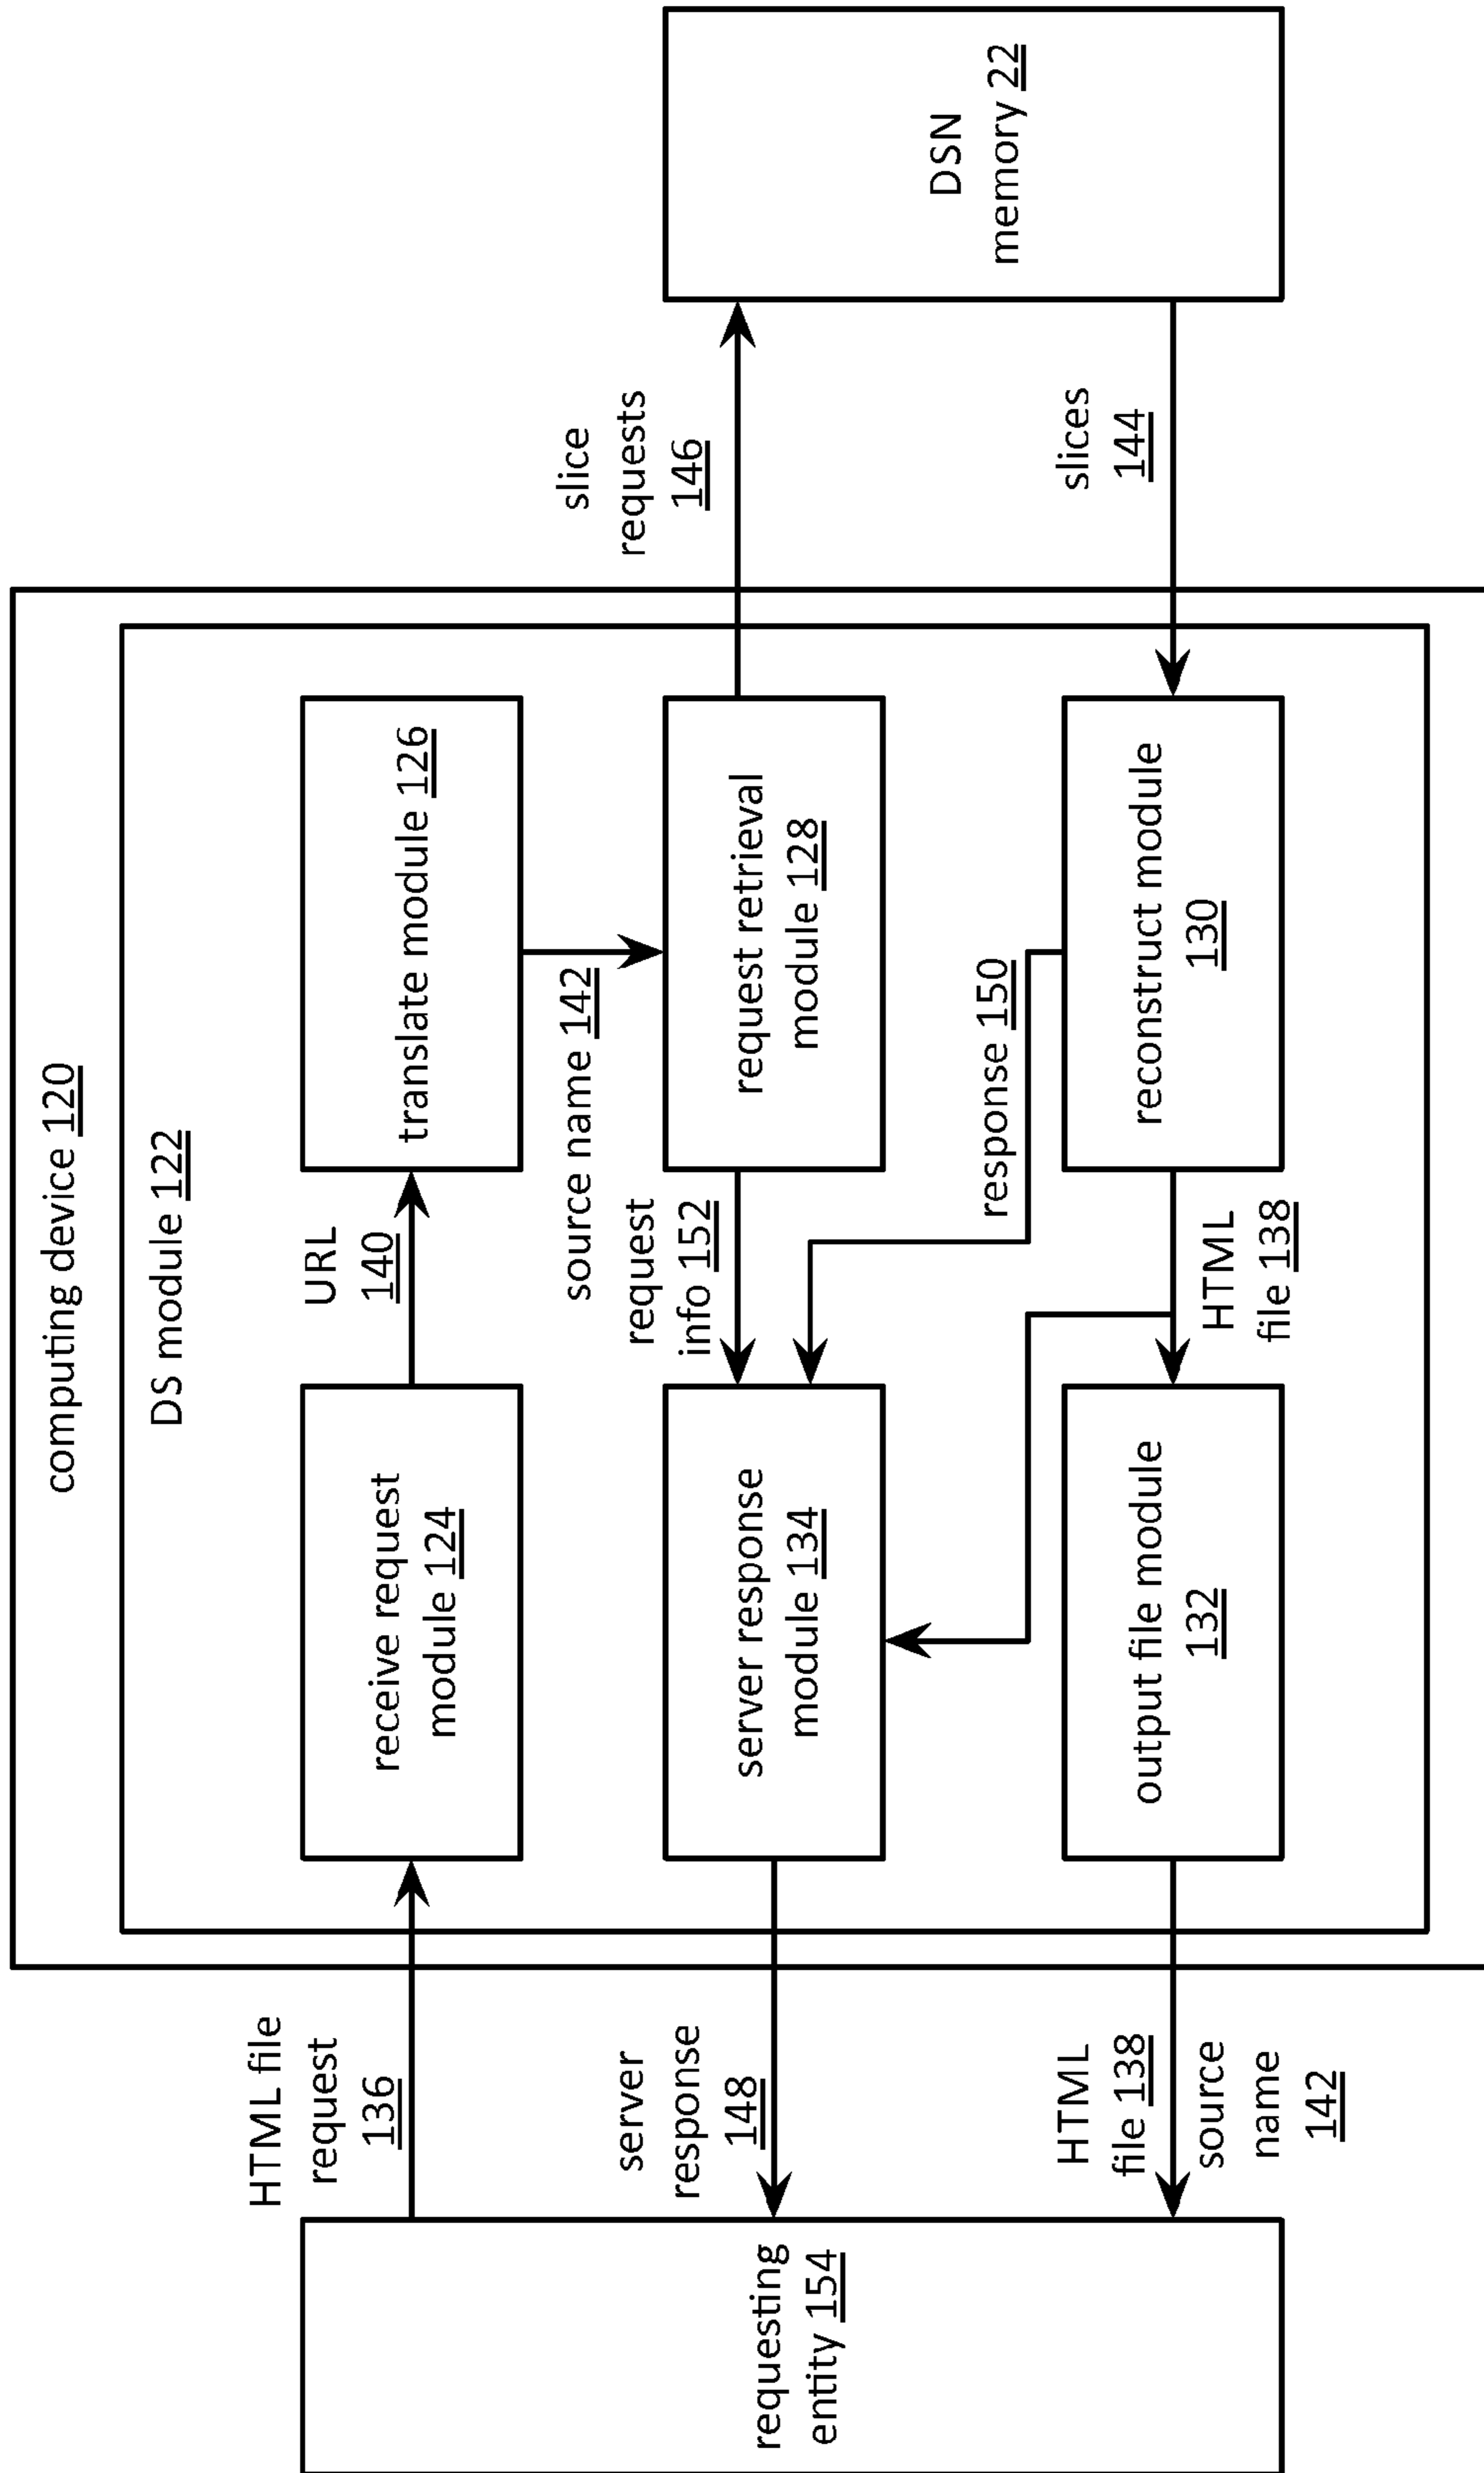 computing device 120
DS module 122
HTML file
request
136
receive request
module 124
URL
140
translate module 126
source name 142
requesting
entity 154
server
response
148
server response
module 134
request
info 152
request retrieval
module 128
slice
requests
146
DSN
memory 22
response 150
HTML
file 138
source
name
142
output file module
132
HTML
file 138
reconstruct module
130
slices
144